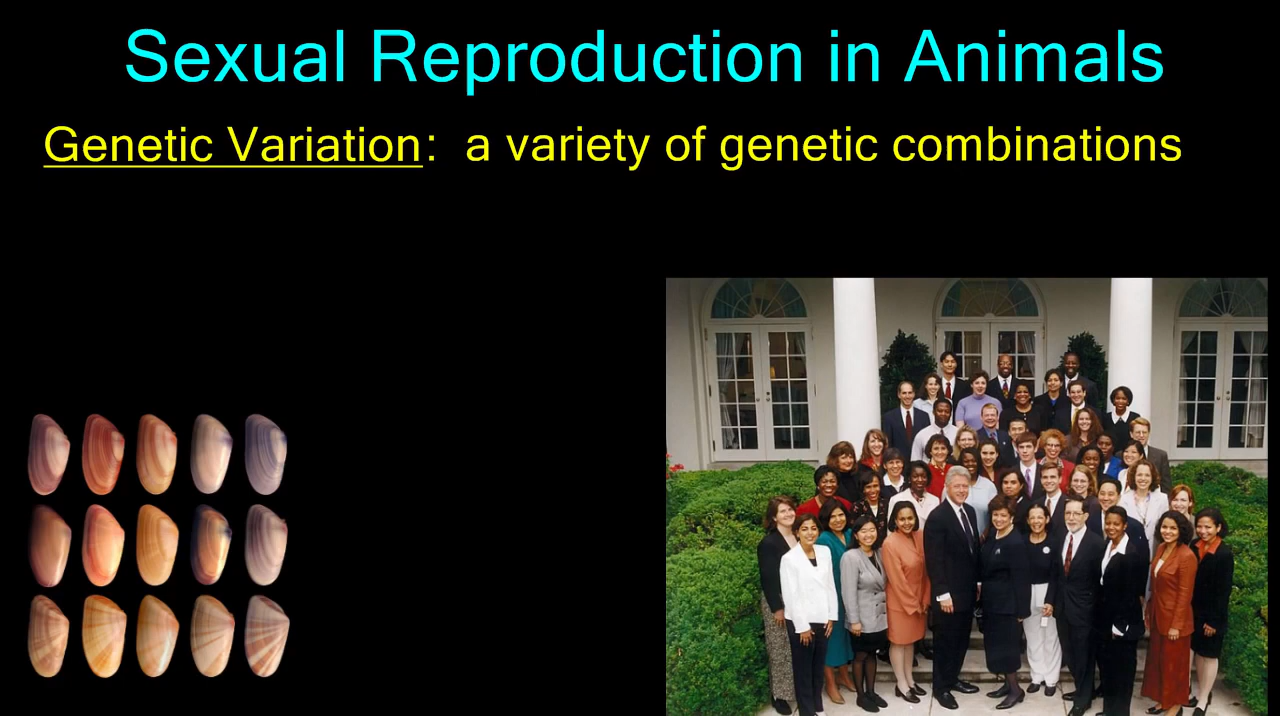 Sexual Reproduction in Animals
Genetic Variation:  a variety of genetic combinations